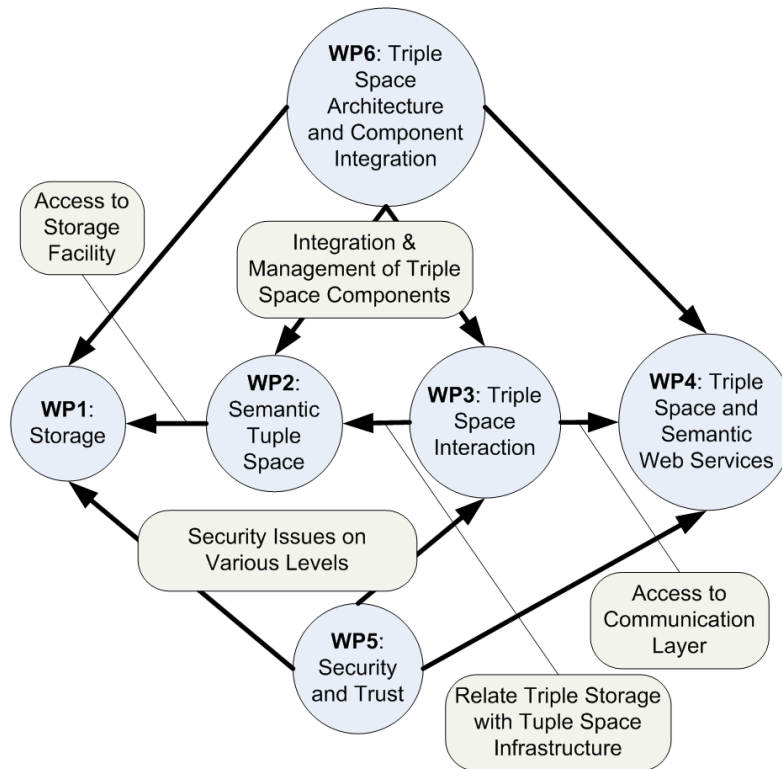 WP6: Triple
Space
Architecture
and Component
Integration
Access to
Storage
Facility
Integration &
Management of Triple
Space Components
WP1:
Storage
WP2:
Semantic
Tuple
Space
WP3: Triple
Space
Interaction
WP4: Triple
Space and
Semantic
Web Services
Security Issues on
Various Levels
WP5:
Security
and Trust
Access to
Communication
Layer
Relate Triple Storage
with Tuple Space
Infrastructure